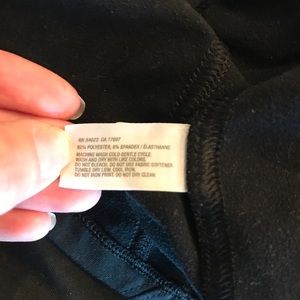 RN 54023 CA 17897
92% POLYESTER, 8% SPANDEX / ÉLASTHANNE
MACHINE WASH COLD GENTLE CYCLE.
WASH AND DRY WITH LIKE COLORS.
DO NOT BLEACH. DO NOT USE FABRIC SOFTENER.
TUMBLE DRY LOW. COOL IRON.
DO NOT IRON PRINT. DO NOT DRY CLEAN.